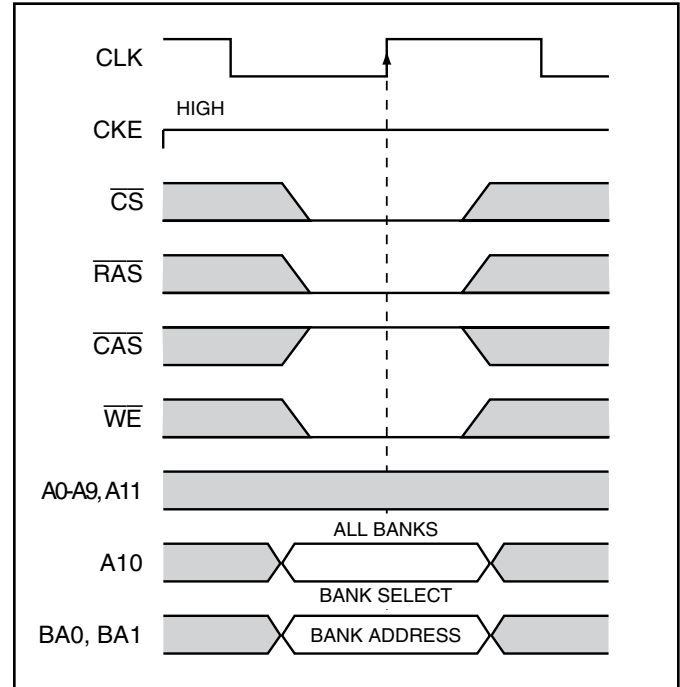 CLK
HIGH
CKE
CS
RAS
CAS
WE
A0-A9, A11
ALL BANKS
A10
BANK SELECT
BA0, BA1 BANK ADDRESS